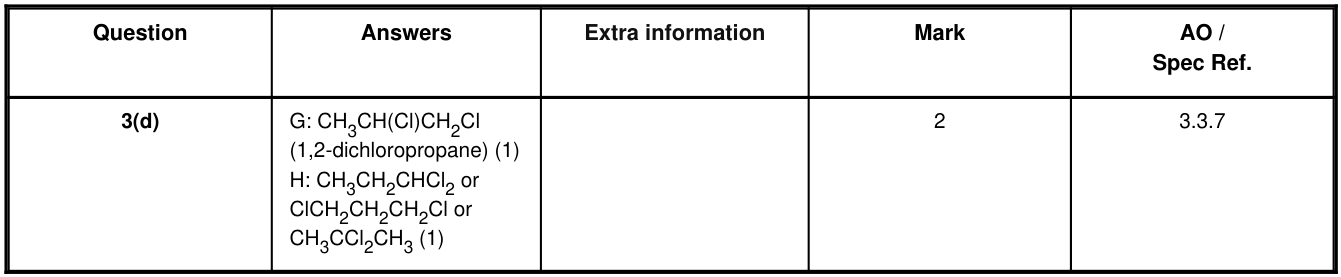 Question Answers Extra information Mark AO /
Spec Ref.
3(d) G: CH3CH(Cl)CH2Cl 2 3.3.7
(1,2-dichloropropane) (1)
H: CH3CH2CHCl2 or
ClCH2CH2CH2Cl or
CH3CCl2CH3 (1)